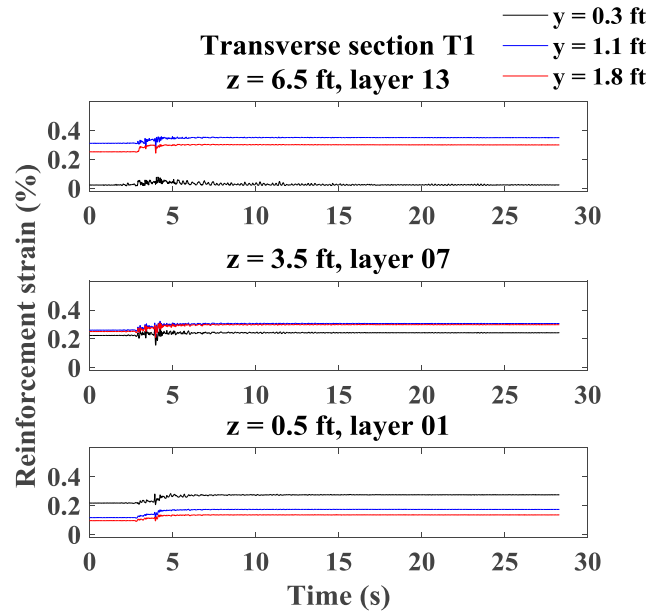 y = 0.3 ft
Transverse section T1
y = 1.1 ft
z = 6.5 ft, layer 13
y = 1.8 ft
0.4
0.2
0
0 5 10 15 20 25 30
z = 3.5 ft, layer 07
0.4
0.2
0
0 5 10 15 20 25 30
z = 0.5 ft, layer 01
0.4
0.2
0
0 5 10 15 20 25 30
Time (s)
Reinforcement strain (%)